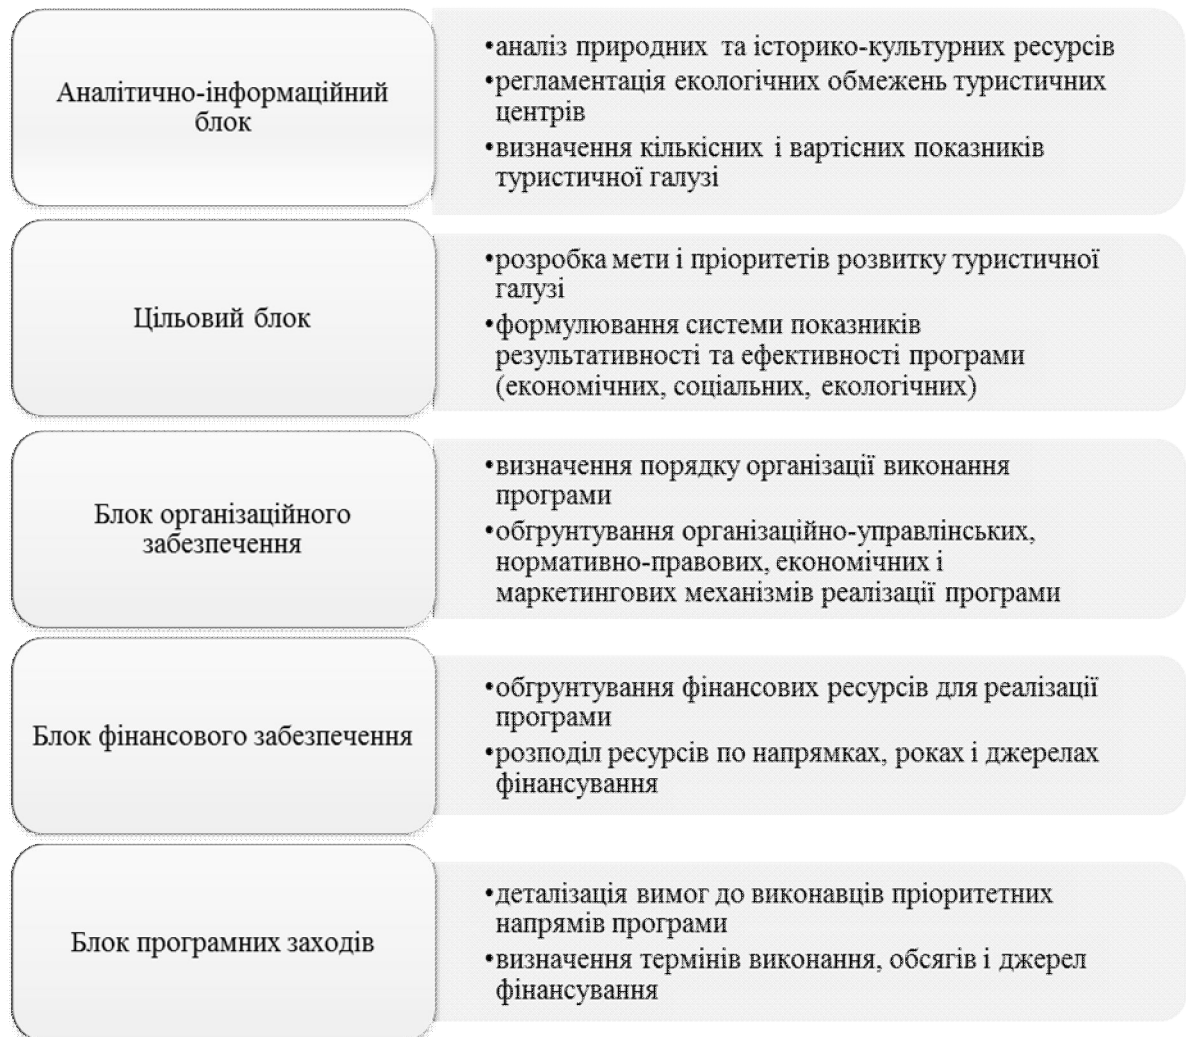 Аналітично-інформаційний
блок
•аналіз природних та історико-культурних ресурсів
•регламентація екологічних обмежень туристичних
центрів
•визначення кількісних і вартісних показників
туристичної галузі
Цільовий блок
•розробка мети і пріоритетів розвитку туристичної
галузі
•формулювання системи показників
результативності та ефективності програми
(економічних, соціальних, екологічних)
Блок організаційного
забезпечення
•визначення порядку організації виконання
програми
•обгрунтування організаційно-управлінських,
нормативно-правових, економічних і
маркетингових механізмів реалізації програми
Блок фінансового забезпечення
•обгрунтування фінансових ресурсів для реалізації
програми
•розподіл ресурсів по напрямках, роках і джерелах
фінансування
Блок програмних заходів
•деталізація вимог до виконавців пріоритетних
напрямів програми
•визначення термінів виконання, обсягів і джерел
фінансування